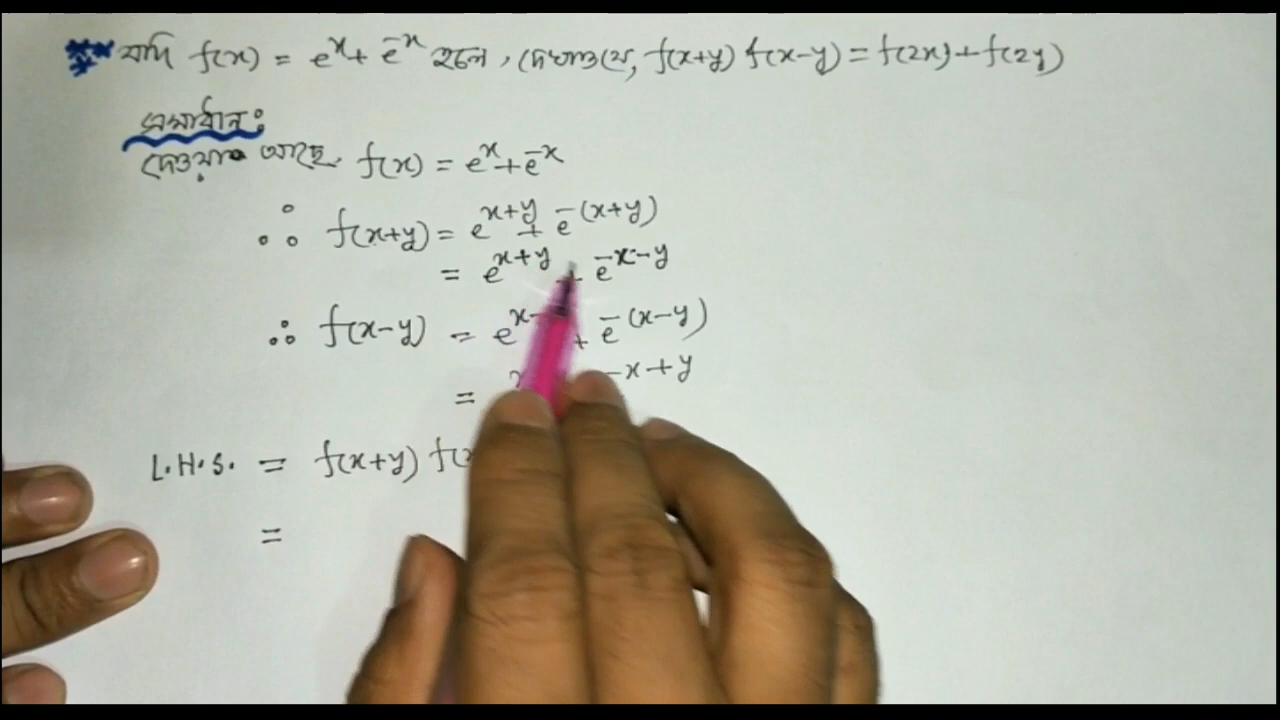 যদি f(x) = e^x + e^-x হলে, দেখাও যে, f(x+y) f(x-y) = f(2x) + f(2y)
সমাধান:
দেওয়া আছে, f(x) = e^x + e^-x
∴ f(x+y) = e^x+y + e^-(x+y)
= e^x+y + e^-x-y
∴ f(x-y) = e^x- + e^-(x-y)
= -x+y
L.H.S. = f(x+y) f(x
=